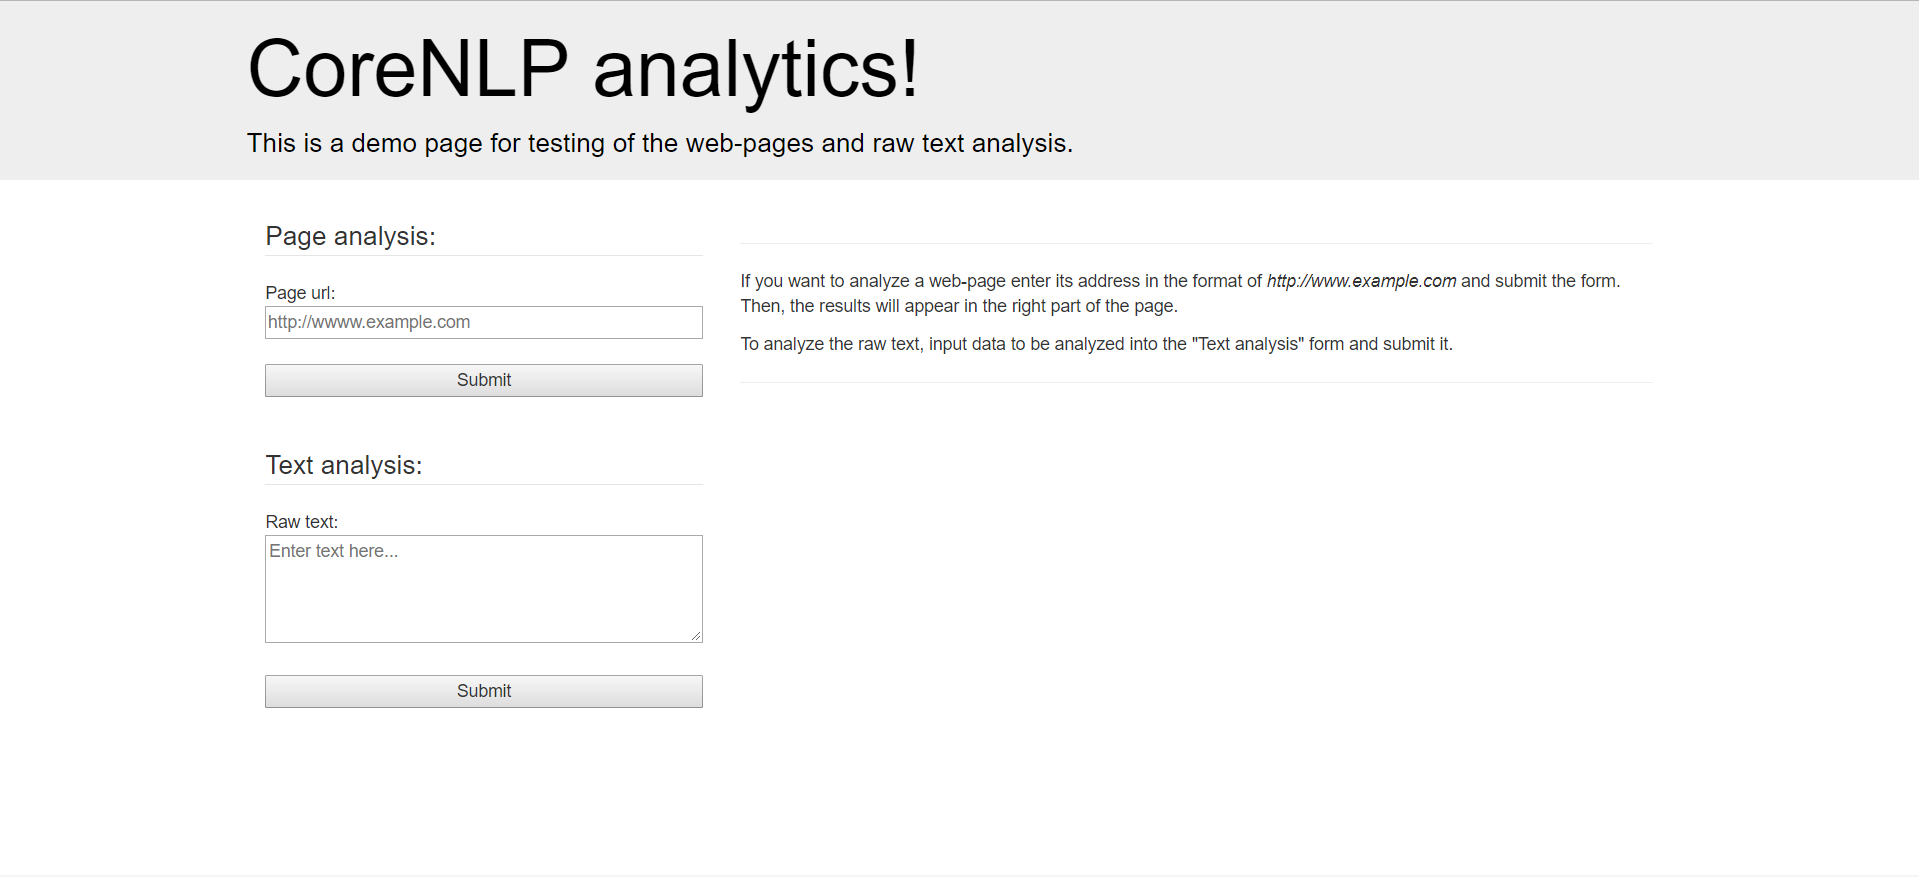 CoreNLP analytics!
This is a demo page for testing of the web-pages and raw text analysis.
Page analysis:
Page url:
http://wwww.example.com
Submit
Text analysis:
Raw text:
Enter text here...
Submit
If you want to analyze a web-page enter its address in the format of http://www.example.com and submit the form.
Then, the results will appear in the right part of the page.
To analyze the raw text, input data to be analyzed into the "Text analysis" form and submit it.